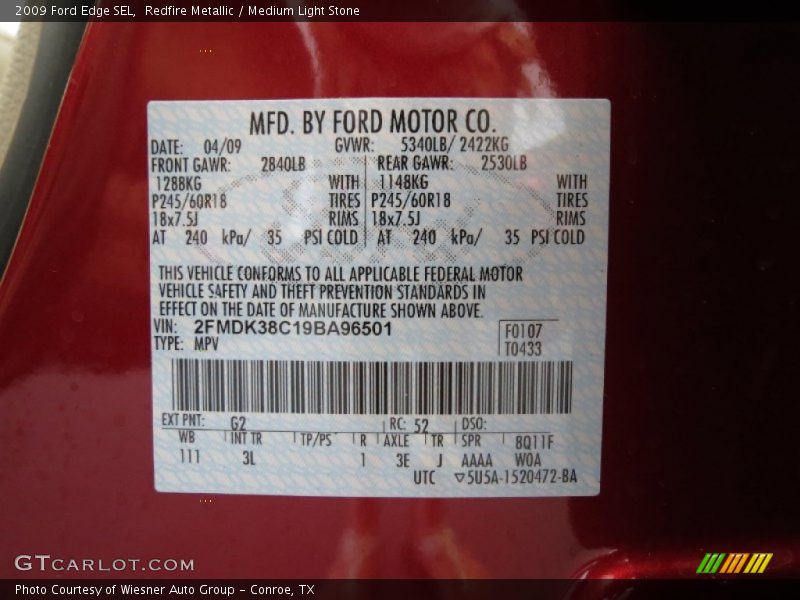 2009 Ford Edge SEL,  Redfire Metallic / Medium Light Stone
MFD. BY FORD MOTOR CO.
DATE: 04/09 GVWR: 5340LB/ 2422KG
FRONT GAWR: 2840LB REAR GAWR: 2530LB
1288KG WITH 1148KG WITH
P245/60R18 TIRES P245/60R18 TIRES
18x7.5J RIMS 18x7.5J RIMS
AT 240 kPa/ 35 PSI COLD AT 240 kPa/ 35 PSI COLD
THIS VEHICLE CONFORMS TO ALL APPLICABLE FEDERAL MOTOR
VEHICLE SAFETY AND THEFT PREVENTION STANDARDS IN
EFFECT ON THE DATE OF MANUFACTURE SHOWN ABOVE.
VIN: 2FMDK38C19BA96501 F0107
TYPE: MPV T0433
EXT PNT: G2 RC: 52 DSO:
WB INT TR TP/PS R AXLE TR SPR 8Q11F
111 3L 1 3E J AAAA W0A
UTC ▽5U5A-1520472-BA
GTCARLOT.COM
Photo Courtesy of Wiesner Auto Group - Conroe, TX